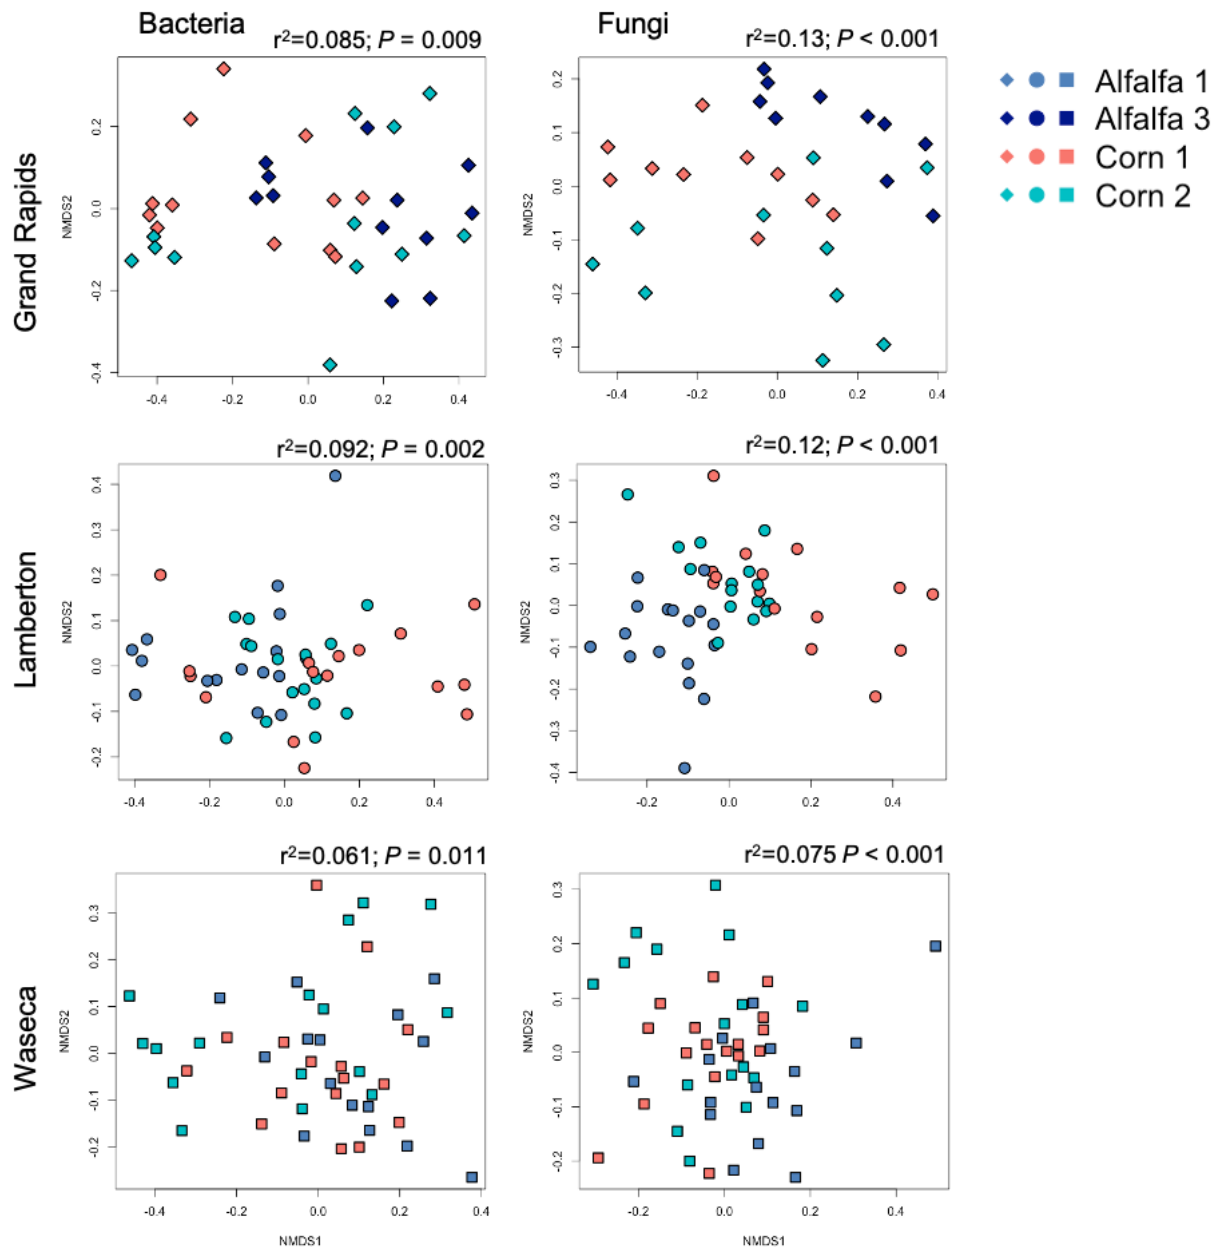 Bacteria
Fungi
r²=0.085; P = 0.009
r²=0.13; P < 0.001
Alfalfa 1
Alfalfa 3
Corn 1
Corn 2
Grand Rapids
NMDS2
0.2
0.0
-0.2
-0.4
-0.4 -0.2 0.0 0.2 0.4
NMDS2
0.2
0.1
0.0
-0.1
-0.2
-0.3
-0.4 -0.2 0.0 0.2 0.4
r²=0.092; P = 0.002
r²=0.12; P < 0.001
Lamberton
NMDS2
0.4
0.3
0.2
0.1
0.0
-0.1
-0.2
-0.4 -0.2 0.0 0.2 0.4
NMDS2
0.3
0.2
0.1
0.0
-0.1
-0.2
-0.3
-0.4
-0.2 0.0 0.2 0.4
r²=0.061; P = 0.011
r²=0.075 P < 0.001
Waseca
NMDS2
0.3
0.2
0.1
0.0
-0.1
-0.2
-0.4 -0.2 0.0 0.2 0.4
NMDS1
NMDS2
0.3
0.2
0.1
0.0
-0.1
-0.2
-0.2 0.0 0.2 0.4
NMDS1